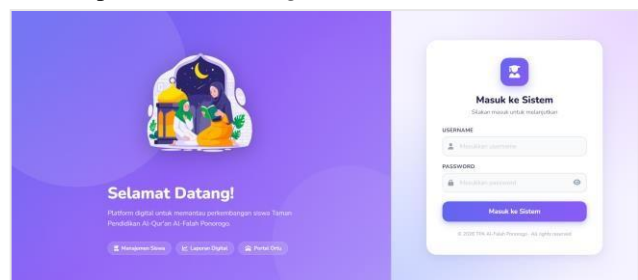 Selamat Datang!
Platform digital untuk memantau perkembangan siswa Taman
Pendidikan Al-Qur'an Al-Falah Ponorogo.
Manajemen Siswa
Laporan Digital
Portal Ortu
Masuk ke Sistem
Silakan masuk untuk melanjutkan
USERNAME
Masukkan username
PASSWORD
Masukkan password
Masuk ke Sistem
TPA Al-Falah Ponorogo. All rights reserved.